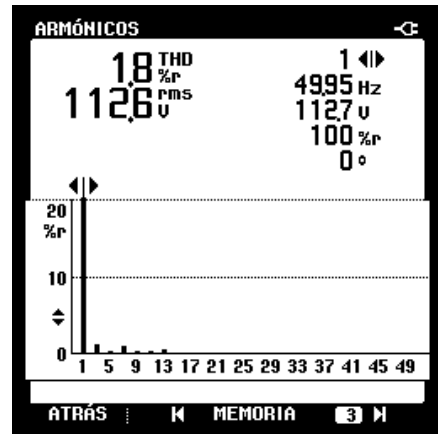 ARMÓNICOS
1,8 THD %r
112,6 rms V
1
49,95 Hz
112,7 V
100 %r
0 °
20
%r
10
0
1 5 9 13 17 21 25 29 33 37 41 45 49
ATRÁS MEMORIA 3